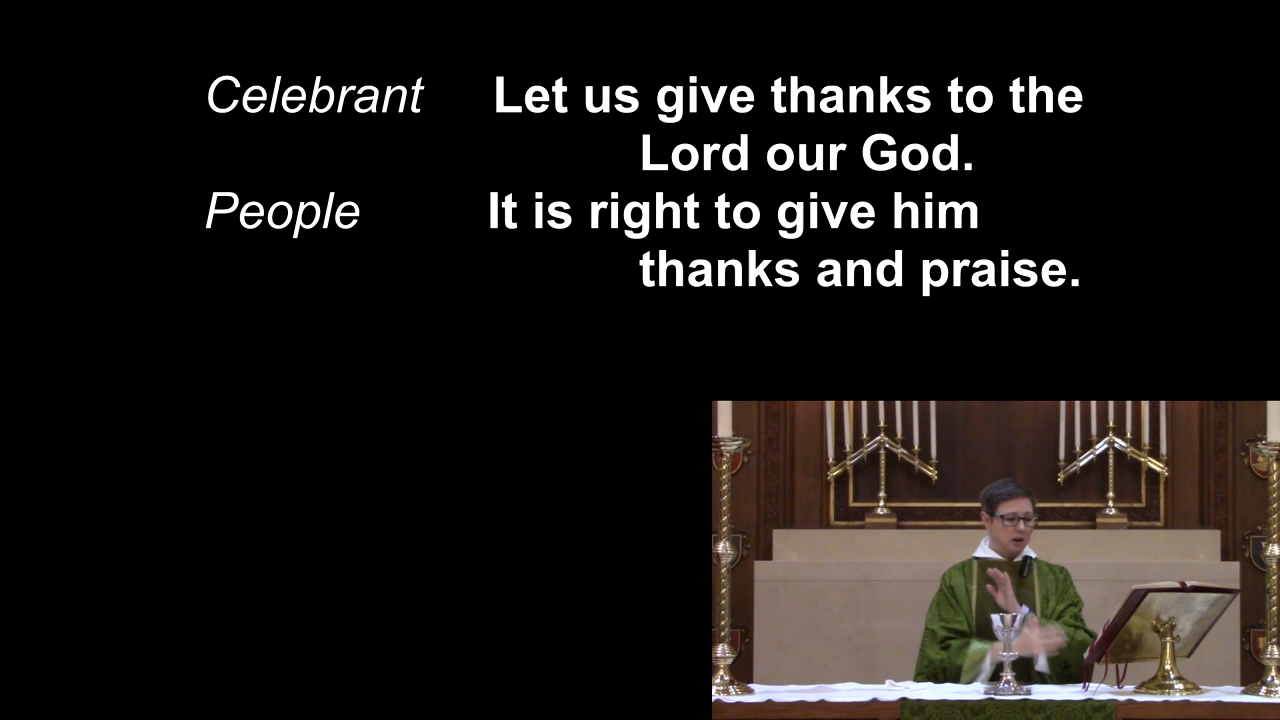 Celebrant Let us give thanks to the
Lord our God.
People It is right to give him
thanks and praise.